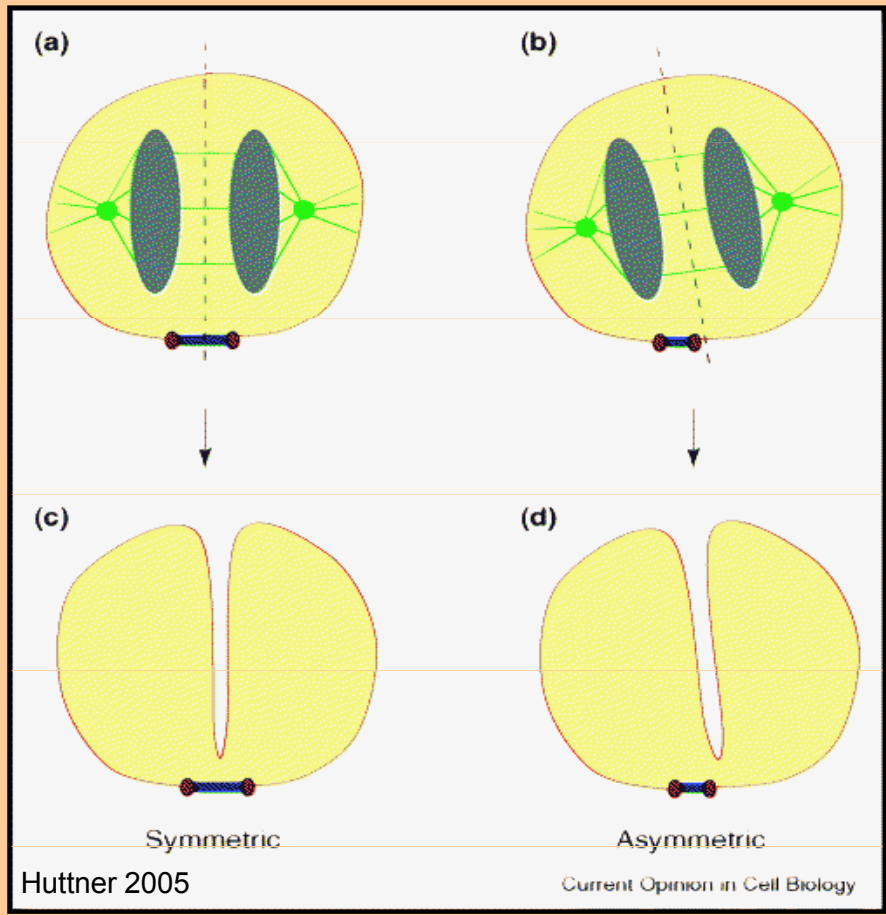 (a)
(b)
(c)
(d)
Symmetric
Asymmetric
Huttner 2005
Current Opinion in Cell Biology